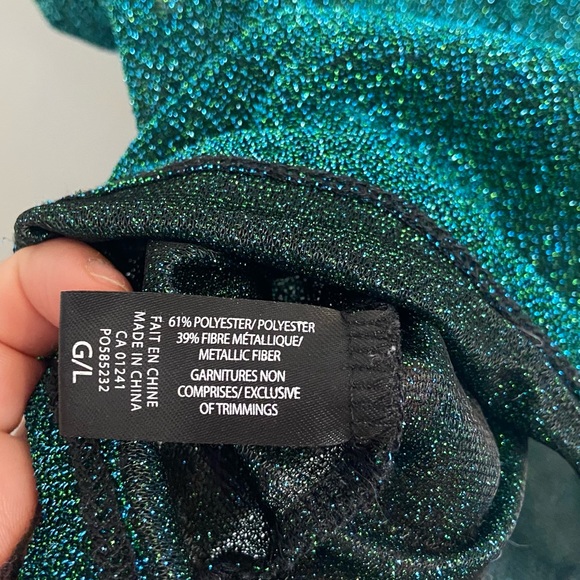 61% POLYESTER/ POLYESTER
39% FIBRE MÉTALLIQUE/
METALLIC FIBER
GARNITURES NON
COMPRISES/ EXCLUSIVE
OF TRIMMINGS
FAIT EN CHINE
MADE IN CHINA
CA 01241
PO585232
G/L